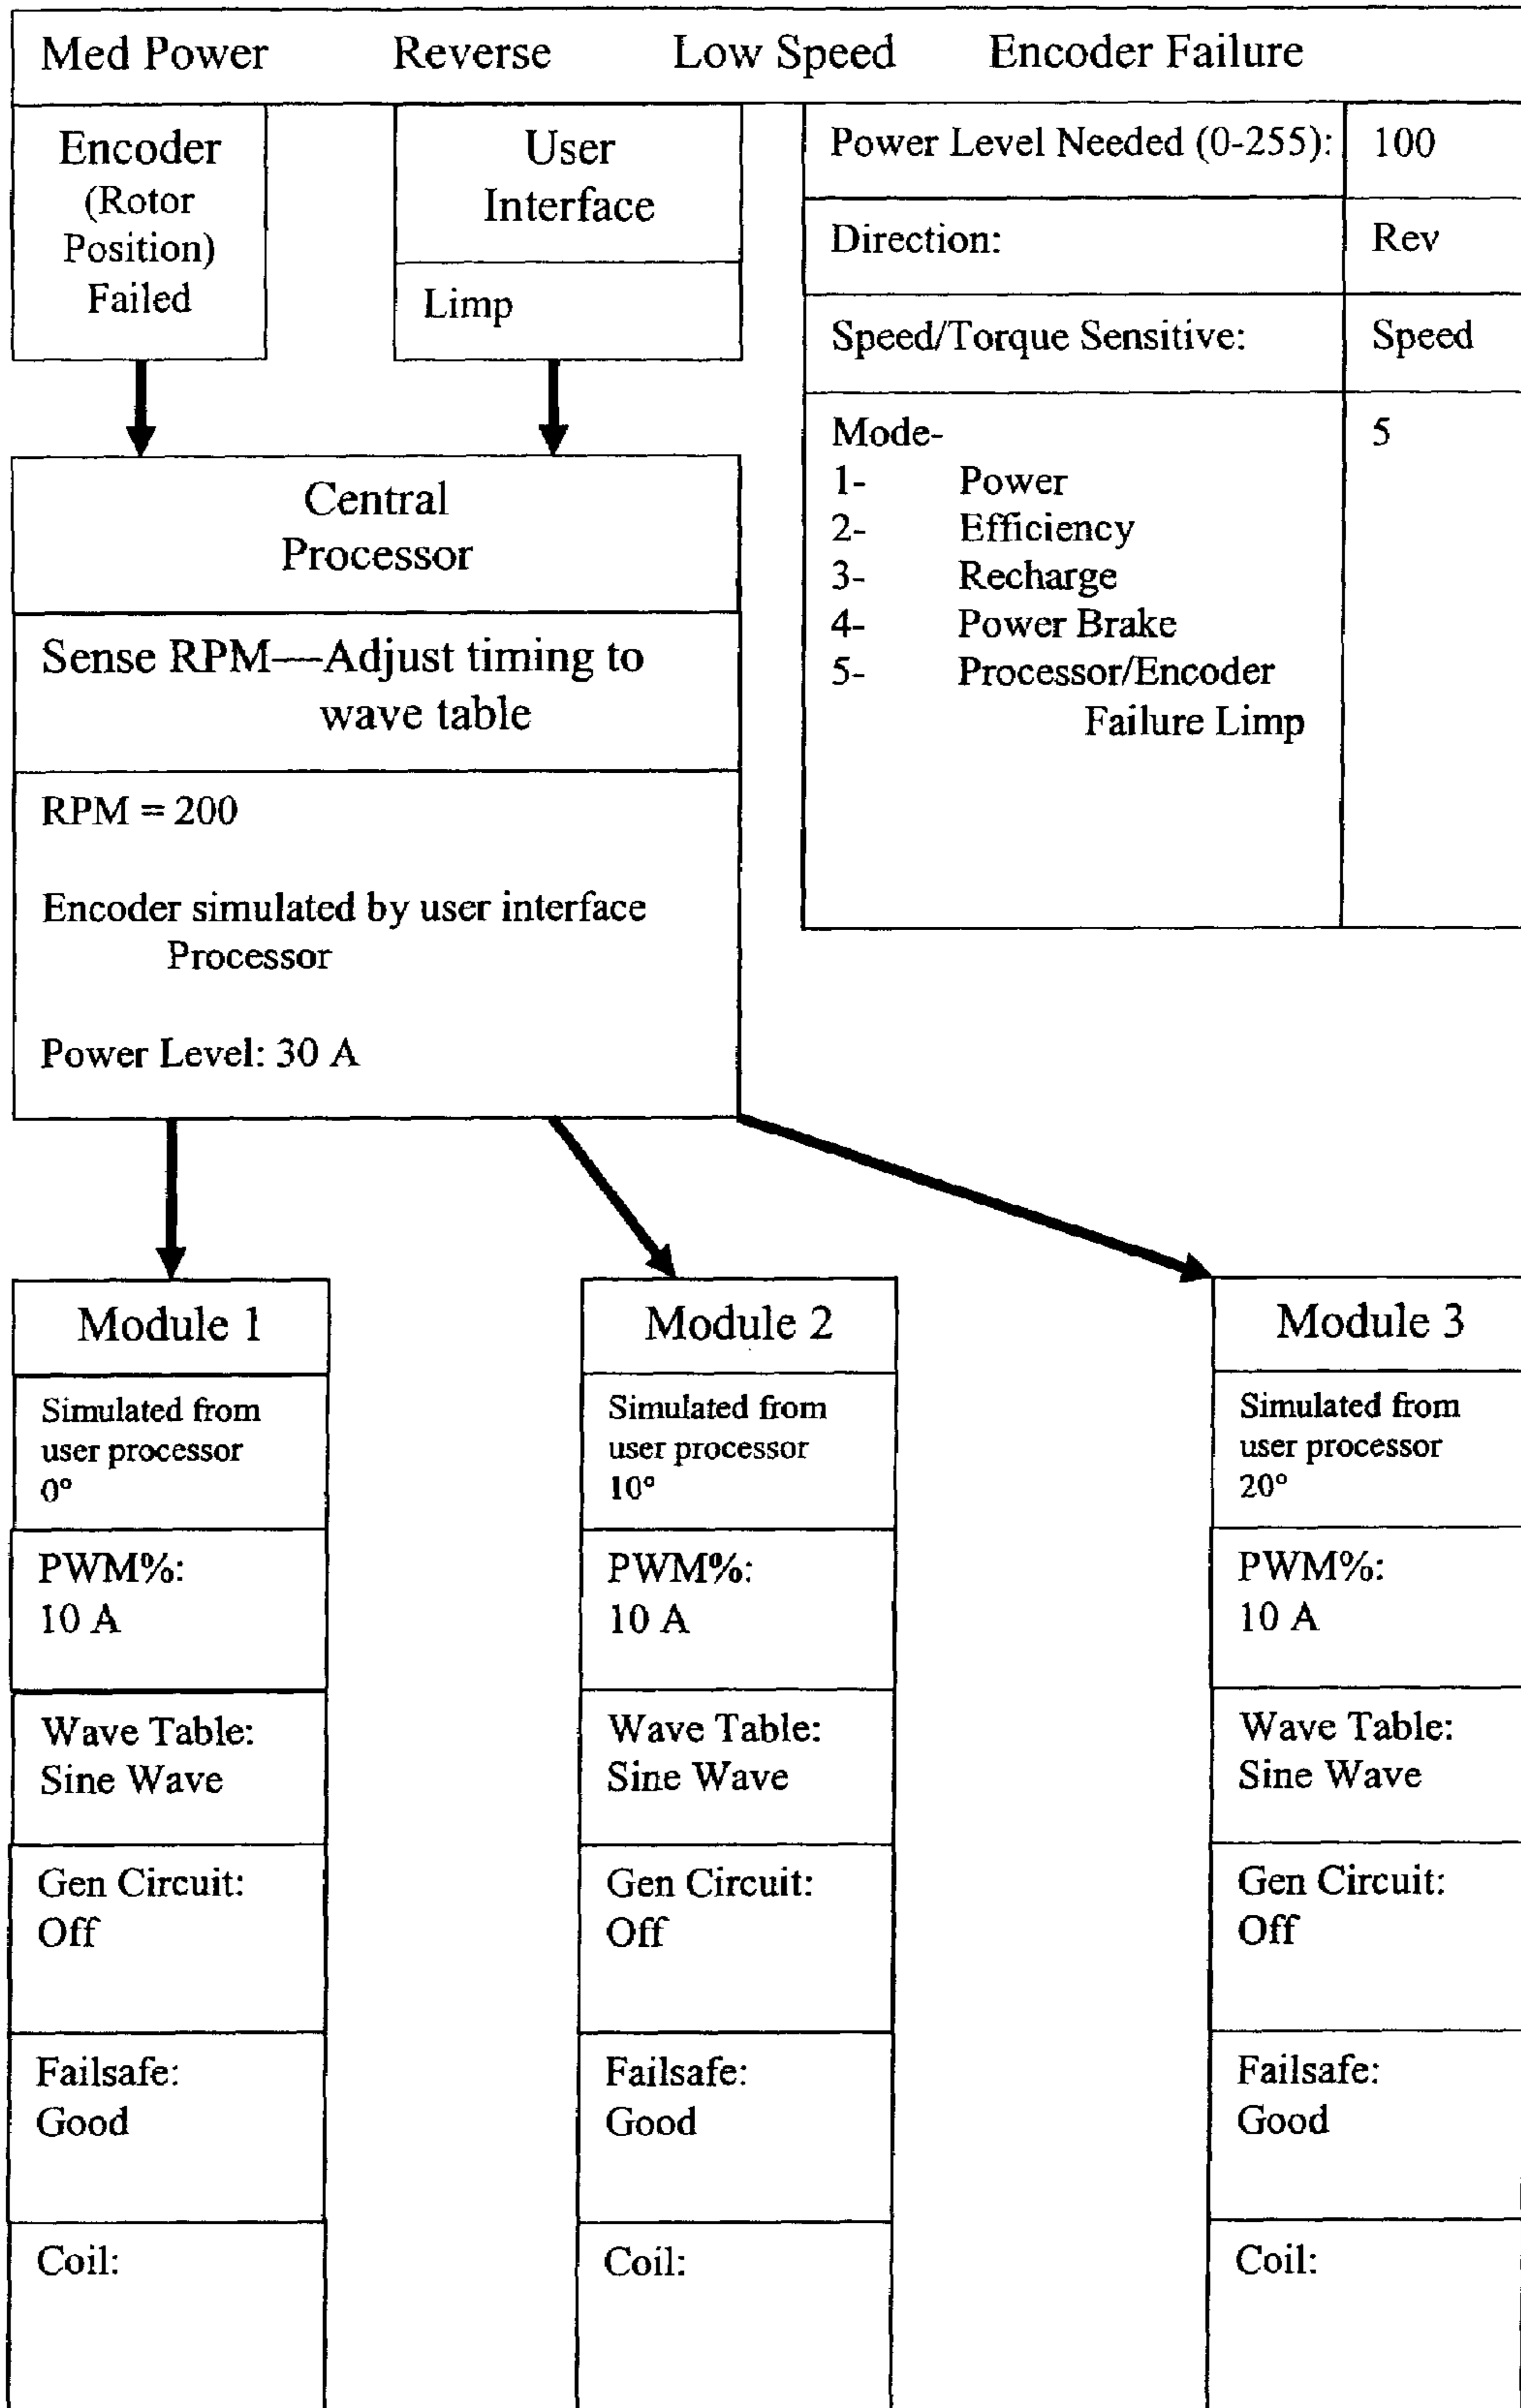 Med Power Reverse Low Speed Encoder Failure
Encoder
(Rotor
Position)
Failed
User
Interface
Limp
Power Level Needed (0-255): 100
Direction: Rev
Speed/Torque Sensitive: Speed
Mode- 5
1- Power
2- Efficiency
3- Recharge
4- Power Brake
5- Processor/Encoder
Failure Limp
Central
Processor
Sense RPM—Adjust timing to
wave table
RPM = 200
Encoder simulated by user interface
Processor
Power Level: 30 A
Module 1
Simulated from
user processor
0°
PWM%:
10 A
Wave Table:
Sine Wave
Gen Circuit:
Off
Failsafe:
Good
Coil:
Module 2
Simulated from
user processor
10°
PWM%:
10 A
Wave Table:
Sine Wave
Gen Circuit:
Off
Failsafe:
Good
Coil:
Module 3
Simulated from
user processor
20°
PWM%:
10 A
Wave Table:
Sine Wave
Gen Circuit:
Off
Failsafe:
Good
Coil: